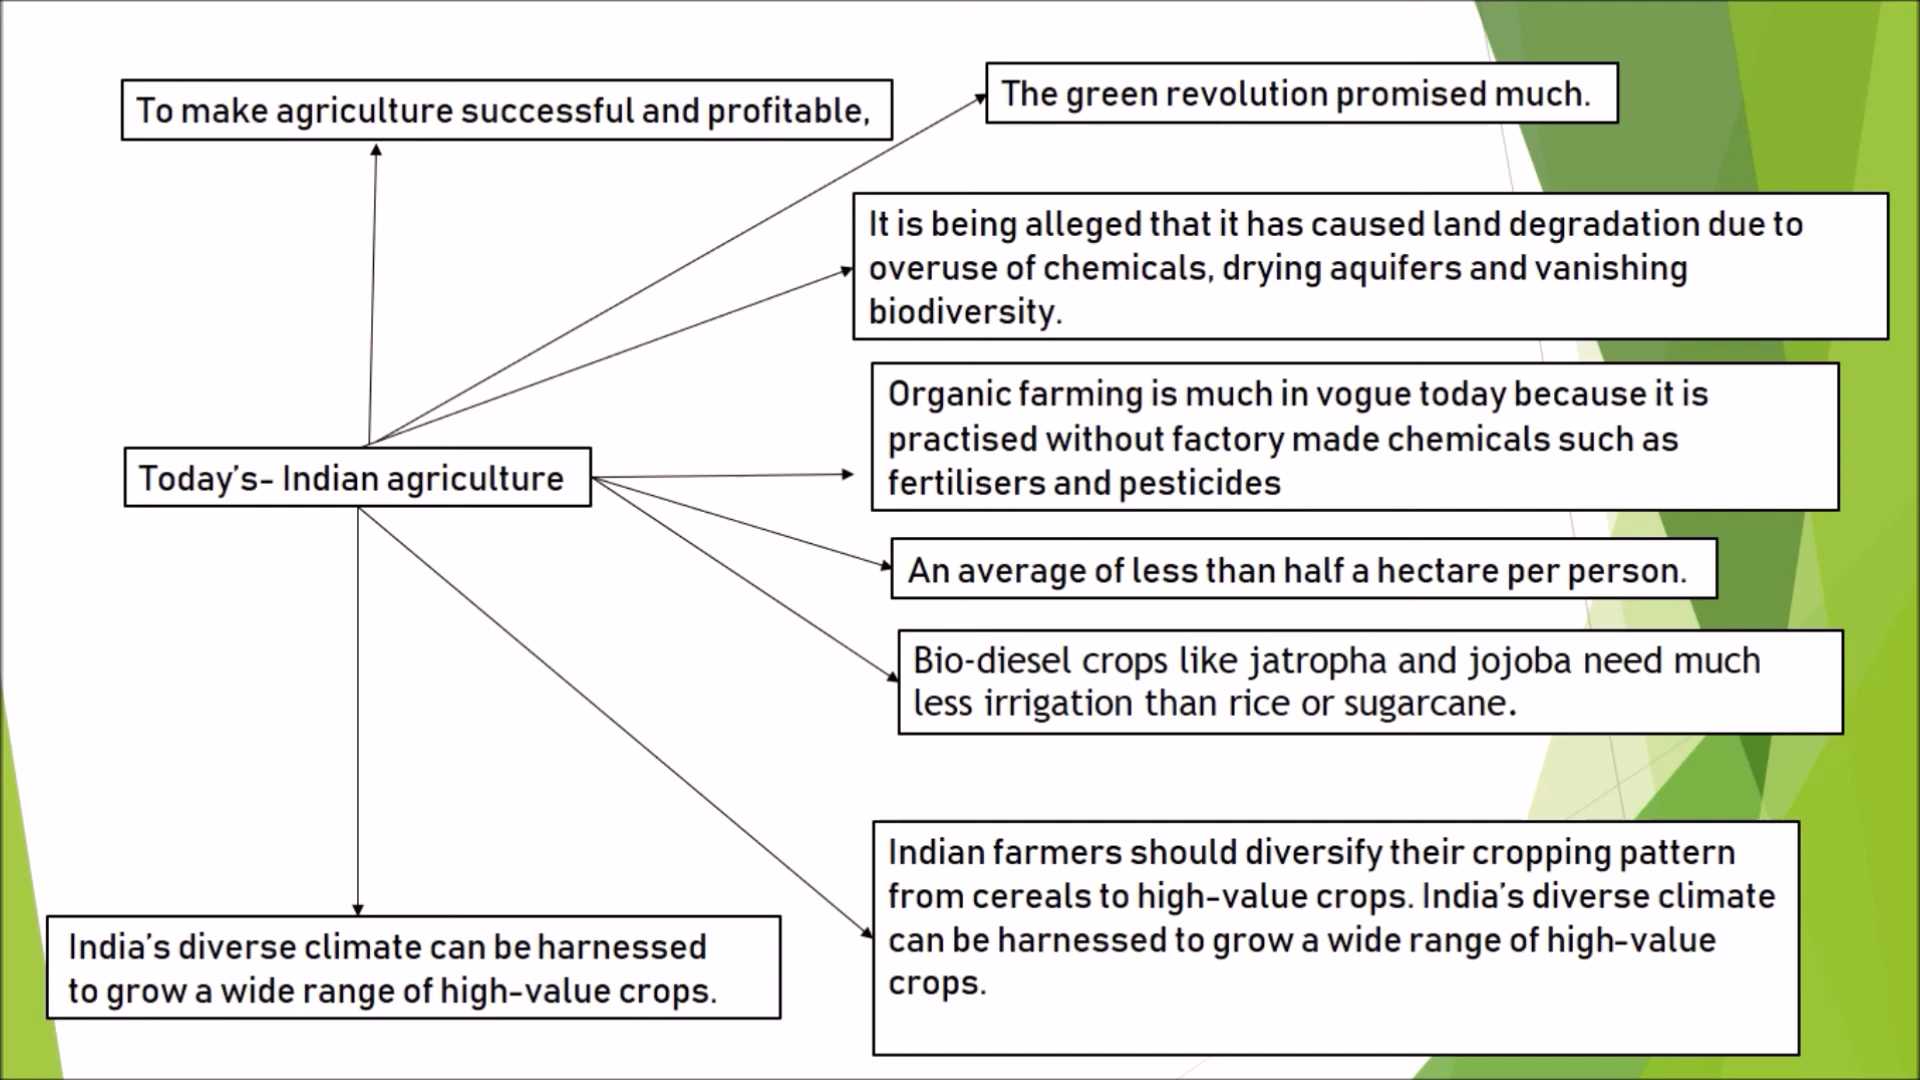 To make agriculture successful and profitable,
The green revolution promised much.
It is being alleged that it has caused land degradation due to
overuse of chemicals, drying aquifers and vanishing
biodiversity.
Organic farming is much in vogue today because it is
practised without factory made chemicals such as
fertilisers and pesticides
Today's- Indian agriculture
An average of less than half a hectare per person.
Bio-diesel crops like jatropha and jojoba need much
less irrigation than rice or sugarcane.
Indian farmers should diversify their cropping pattern
from cereals to high-value crops. India's diverse climate
can be harnessed to grow a wide range of high-value
crops.
India's diverse climate can be harnessed
to grow a wide range of high-value crops.